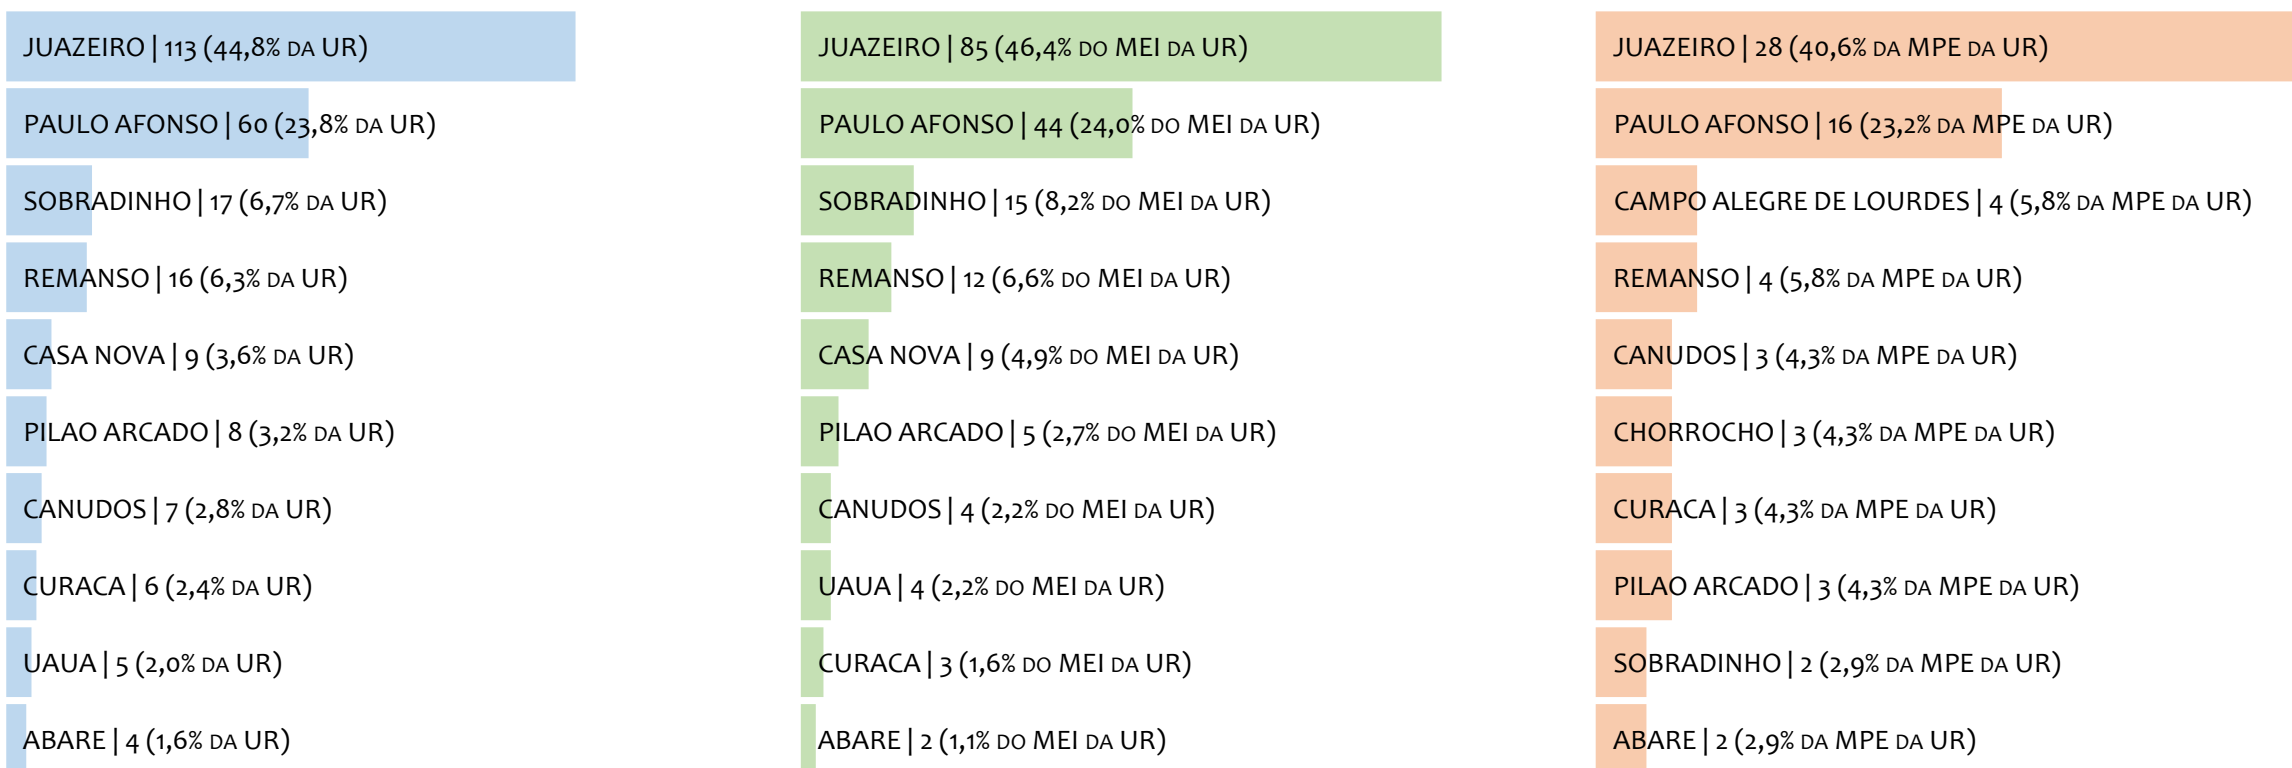 JUAZEIRO | 113 (44,8% DA UR)
PAULO AFONSO | 60 (23,8% DA UR)
SOBRADINHO | 17 (6,7% DA UR)
REMANSO | 16 (6,3% DA UR)
CASA NOVA | 9 (3,6% DA UR)
PILAO ARCADO | 8 (3,2% DA UR)
CANUDOS | 7 (2,8% DA UR)
CURACA | 6 (2,4% DA UR)
UAUA | 5 (2,0% DA UR)
ABARE | 4 (1,6% DA UR)
JUAZEIRO | 85 (46,4% DO MEI DA UR)
PAULO AFONSO | 44 (24,0% DO MEI DA UR)
SOBRADINHO | 15 (8,2% DO MEI DA UR)
REMANSO | 12 (6,6% DO MEI DA UR)
CASA NOVA | 9 (4,9% DO MEI DA UR)
PILAO ARCADO | 5 (2,7% DO MEI DA UR)
CANUDOS | 4 (2,2% DO MEI DA UR)
UAUA | 4 (2,2% DO MEI DA UR)
CURACA | 3 (1,6% DO MEI DA UR)
ABARE | 2 (1,1% DO MEI DA UR)
JUAZEIRO | 28 (40,6% DA MPE DA UR)
PAULO AFONSO | 16 (23,2% DA MPE DA UR)
CAMPO ALEGRE DE LOURDES | 4 (5,8% DA MPE DA UR)
REMANSO | 4 (5,8% DA MPE DA UR)
CANUDOS | 3 (4,3% DA MPE DA UR)
CHORROCHO | 3 (4,3% DA MPE DA UR)
CURACA | 3 (4,3% DA MPE DA UR)
PILAO ARCADO | 3 (4,3% DA MPE DA UR)
SOBRADINHO | 2 (2,9% DA MPE DA UR)
ABARE | 2 (2,9% DA MPE DA UR)